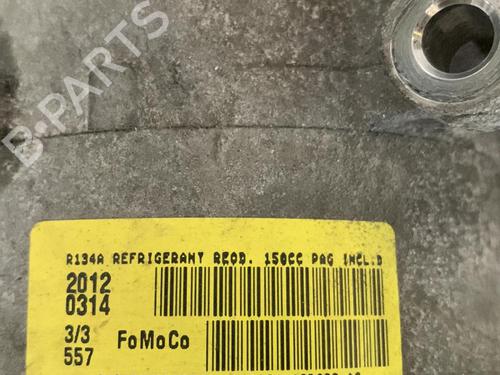 B-PARTS
R134A REFRIGERANT REQD. 150CC PAG INCL.D
2012
0314
3/3
557
FoMoCo